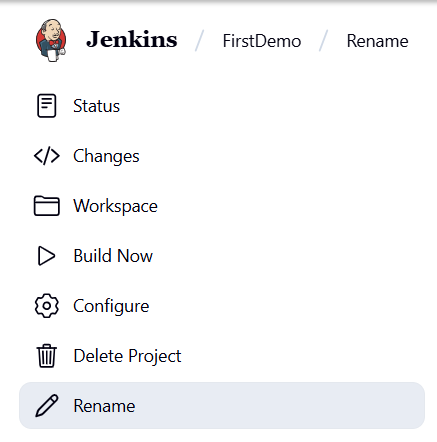 Jenkins / FirstDemo / Rename
Status
Changes
Workspace
Build Now
Configure
Delete Project
Rename